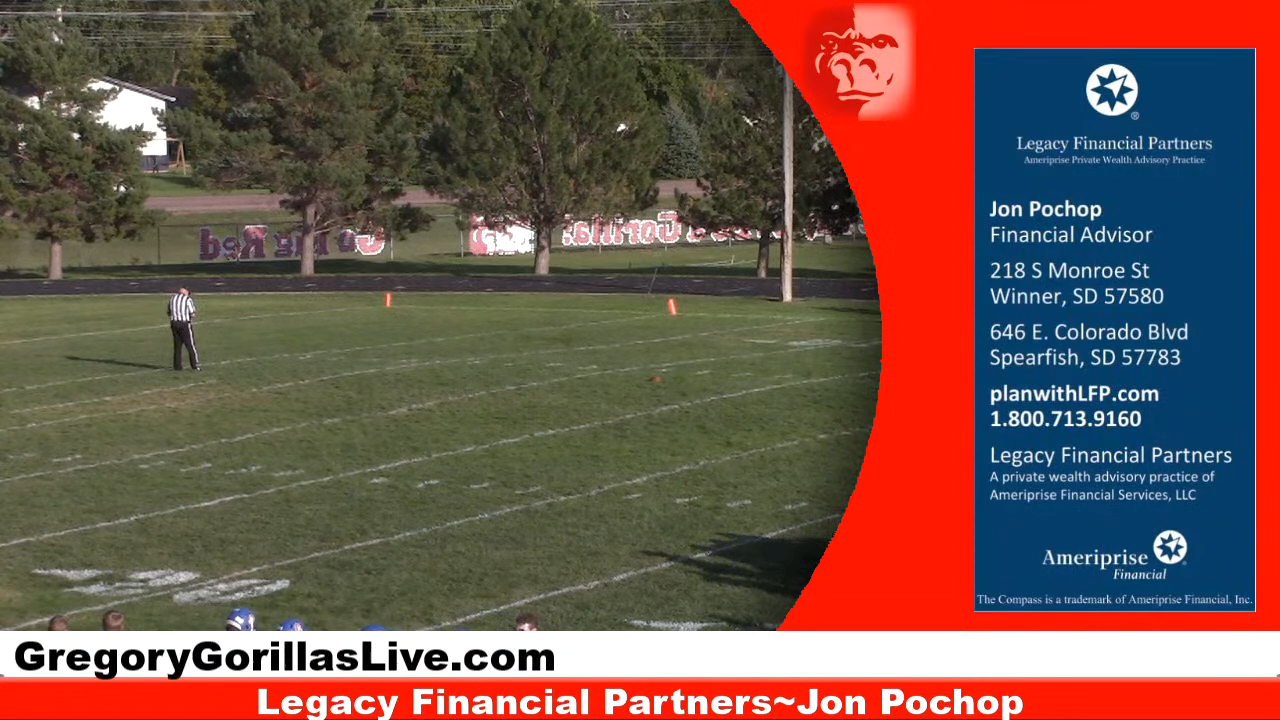 Legacy Financial Partners
Ameriprise Private Wealth Advisory Practice
Jon Pochop
Financial Advisor
218 S Monroe St
Winner, SD 57580
646 E. Colorado Blvd
Spearfish, SD 57783
planwithLFP.com
1.800.713.9160
Legacy Financial Partners
A private wealth advisory practice of
Ameriprise Financial Services, LLC
Ameriprise
Financial
The Compass is a trademark of Ameriprise Financial, Inc.
GregoryGorillasLive.com
Legacy Financial Partners~Jon Pochop